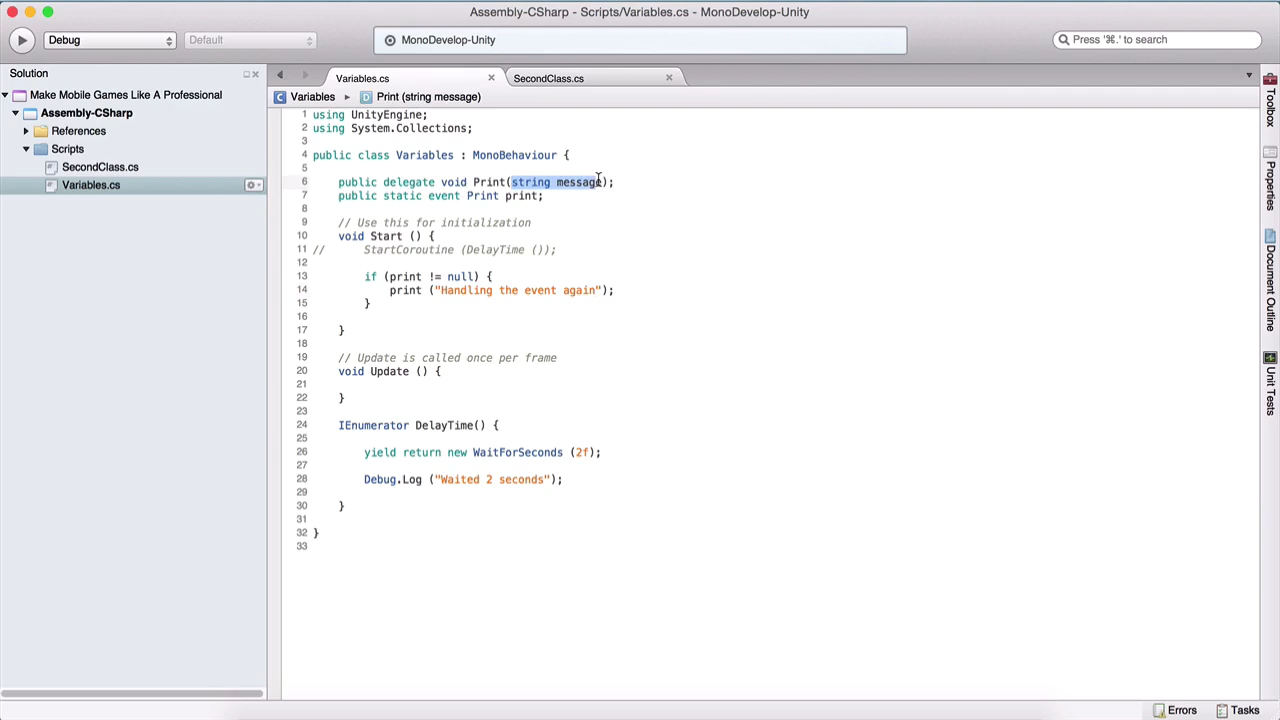 Assembly-CSharp - Scripts/Variables.cs - MonoDevelop-Unity
Debug
Default
MonoDevelop-Unity
Press '⌘.' to search
Solution
Make Mobile Games Like A Professional
Assembly-CSharp
References
Scripts
SecondClass.cs
Variables.cs
Variables.cs
SecondClass.cs
Variables
Print (string message)
1 using UnityEngine;
2 using System.Collections;
3
4 public class Variables : MonoBehaviour {
5
6 public delegate void Print(string message);
7 public static event Print print;
8
9 // Use this for initialization
10 void Start () {
11 // StartCoroutine (DelayTime ());
12
13 if (print != null) {
14 print ("Handling the event again");
15 }
16
17 }
18
19 // Update is called once per frame
20 void Update () {
21
22 }
23
24 IEnumerator DelayTime() {
25
26 yield return new WaitForSeconds (2f);
27
28 Debug.Log ("Waited 2 seconds");
29
30 }
31
32 }
33
Toolbox
Properties
Document Outline
Unit Tests
Errors
Tasks